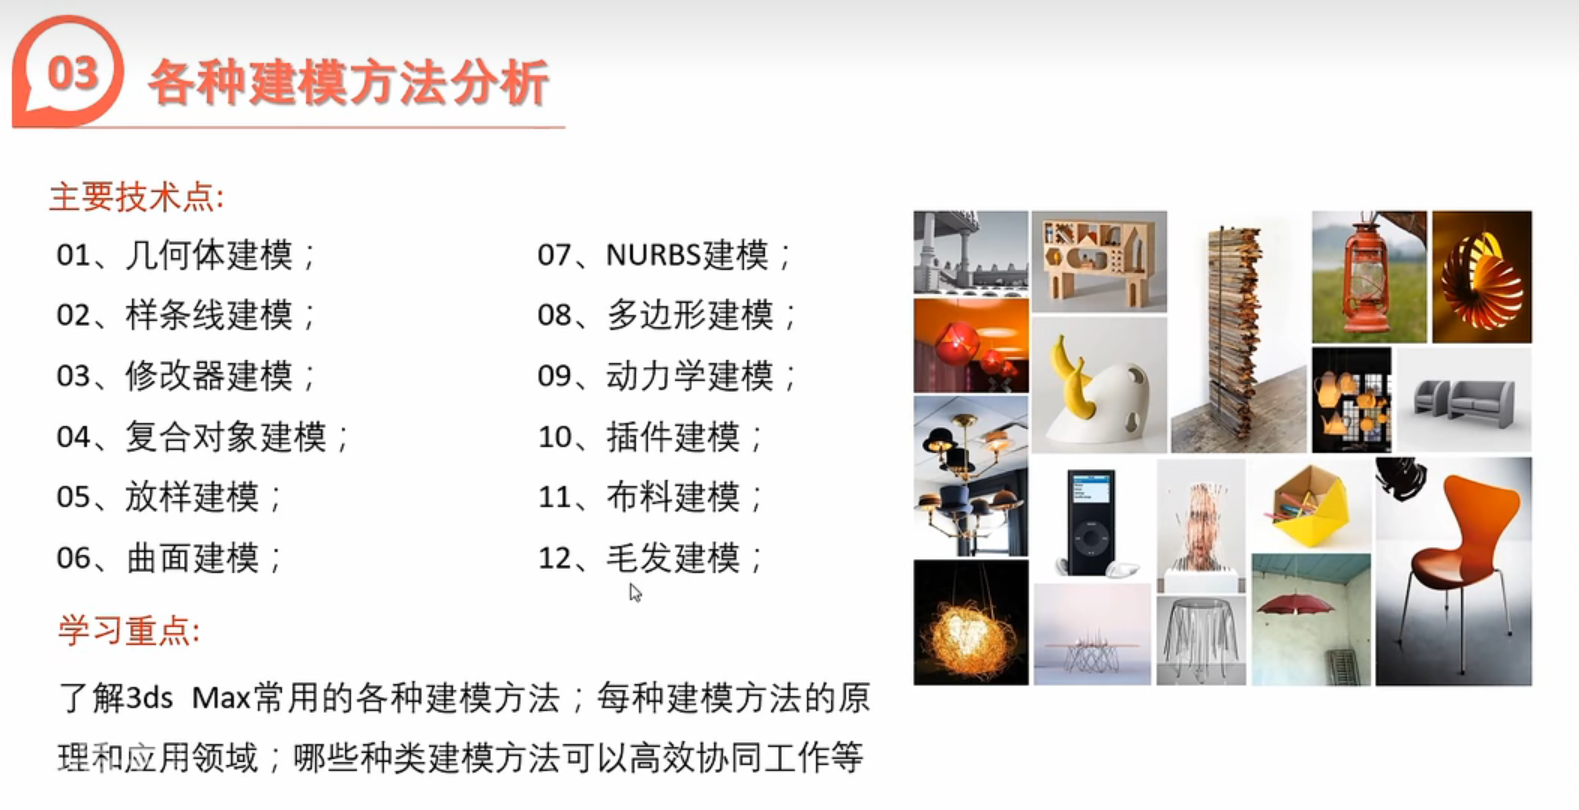 03
各种建模方法分析
主要技术点:
01、几何体建模；
02、样条线建模；
03、修改器建模；
04、复合对象建模；
05、放样建模；
06、曲面建模；
07、NURBS建模；
08、多边形建模；
09、动力学建模；
10、插件建模；
11、布料建模；
12、毛发建模；
学习重点:
了解3ds Max常用的各种建模方法；每种建模方法的原
理和应用领域；哪些种类建模方法可以高效协同工作等